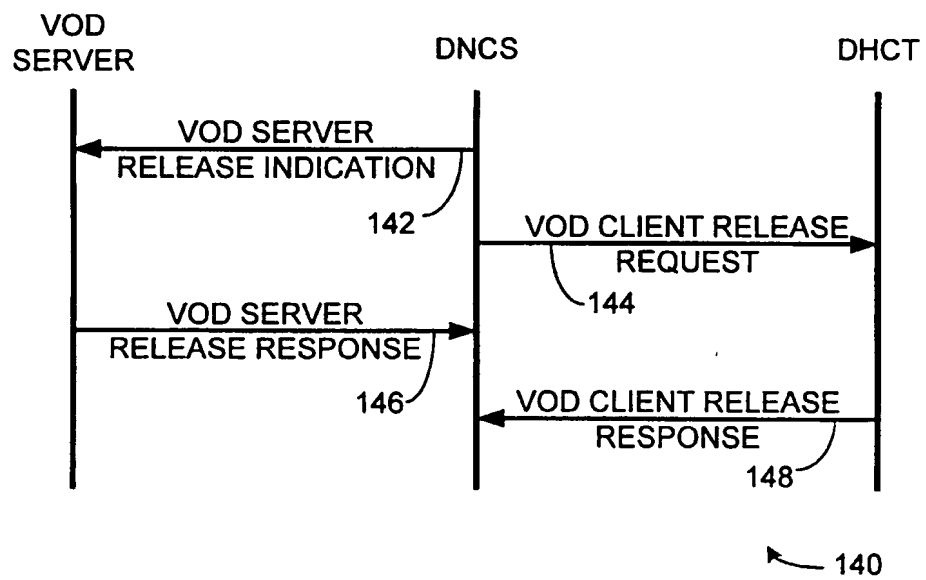 VOD
SERVER
DNCS
DHCT
VOD SERVER
RELEASE INDICATION
142
VOD CLIENT RELEASE
REQUEST
144
VOD SERVER
RELEASE RESPONSE
146
VOD CLIENT RELEASE
RESPONSE
148
140